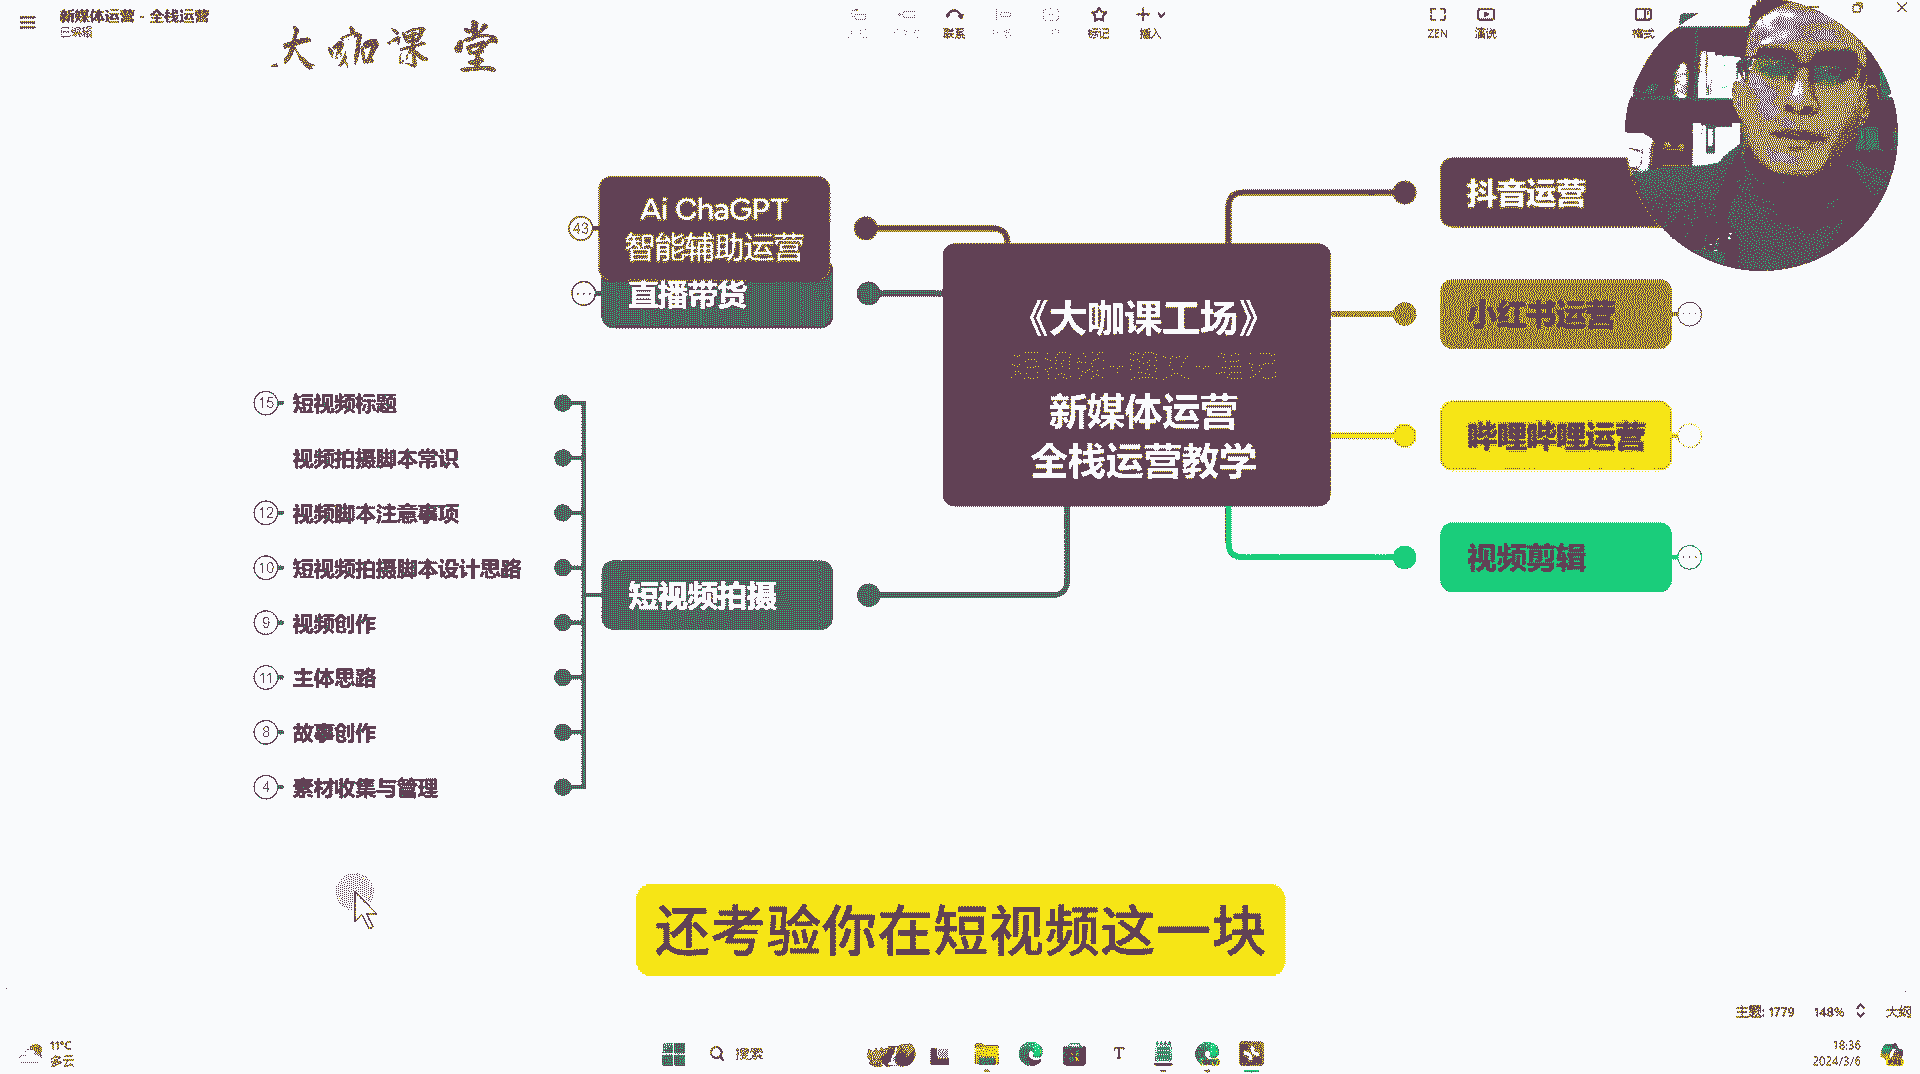 新媒体运营 - 全栈运营
已编辑
大咖课堂
联系
标记
插入
ZEN
演说
格式
43
Ai ChaGPT
智能辅助运营
直播带货
15
短视频标题
视频拍摄脚本常识
12
视频脚本注意事项
10
短视频拍摄脚本设计思路
9
视频创作
11
主体思路
8
故事创作
4
素材收集与管理
短视频拍摄
《大咖课工场》
新媒体运营
全栈运营教学
抖音运营
小红书运营
哔哩哔哩运营
视频剪辑
还考验你在短视频这一块
主题: 1779
148%
大纲
11°C
多云
搜索
18:36
2024/3/6